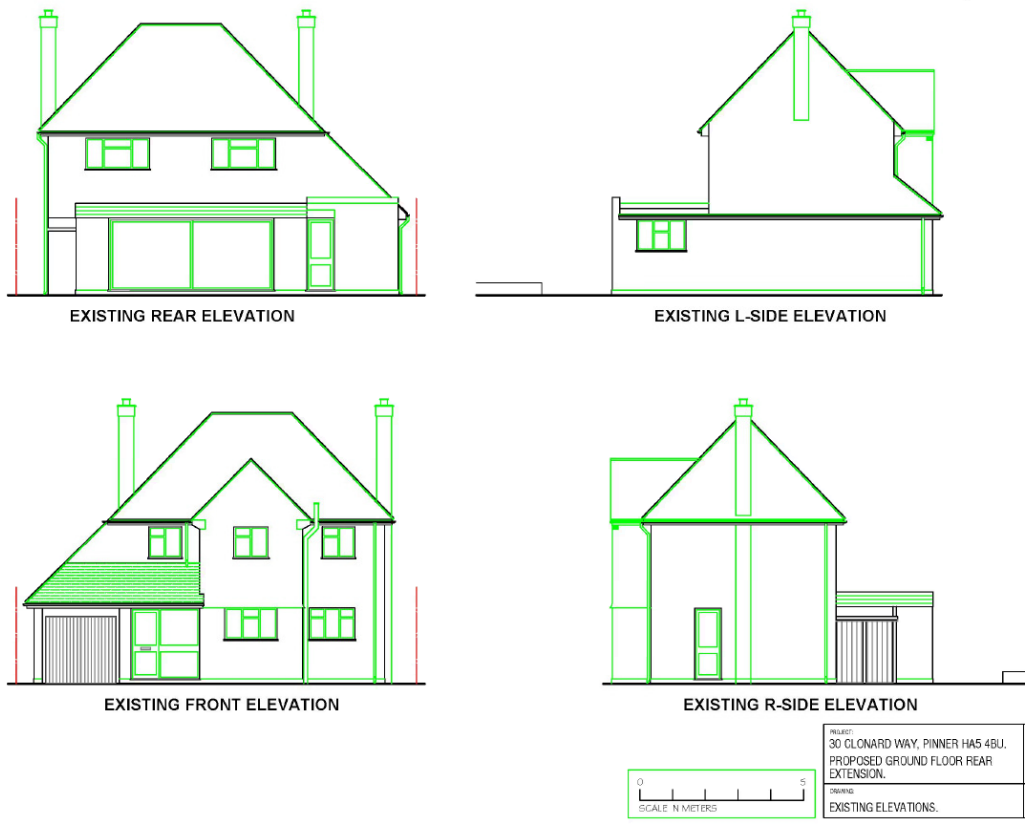 EXISTING REAR ELEVATION
EXISTING L-SIDE ELEVATION
EXISTING FRONT ELEVATION
EXISTING R-SIDE ELEVATION
0 5
SCALE N METERS
PROJECT:
30 CLONARD WAY, PINNER HA5 4BU.
PROPOSED GROUND FLOOR REAR
EXTENSION.
DRAWING:
EXISTING ELEVATIONS.